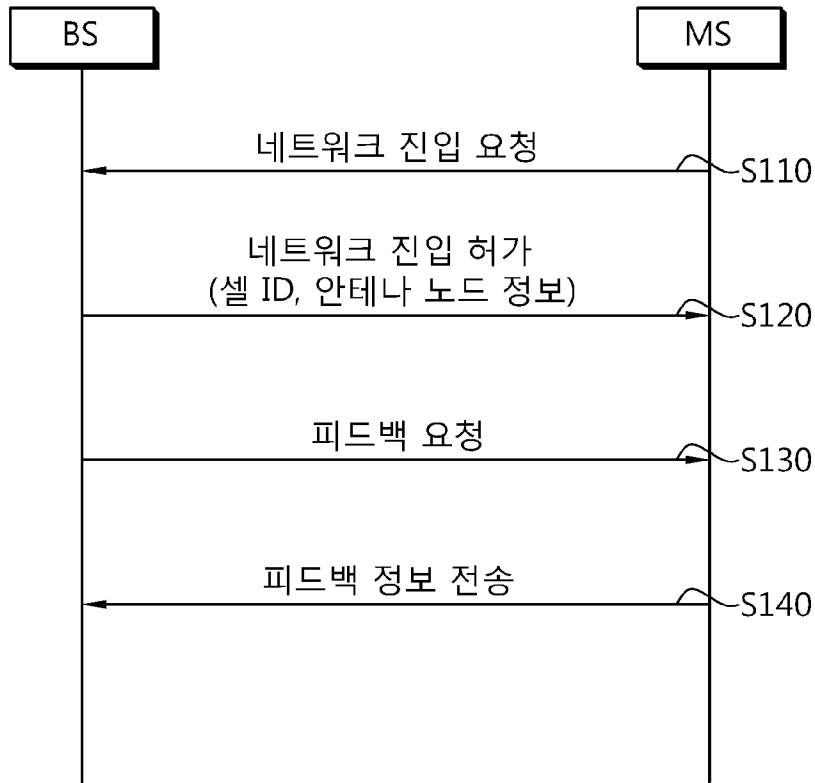 BS
MS
네트워크 진입 요청
S110
네트워크 진입 허가
(셀 ID, 안테나 노드 정보)
S120
피드백 요청
S130
피드백 정보 전송
S140